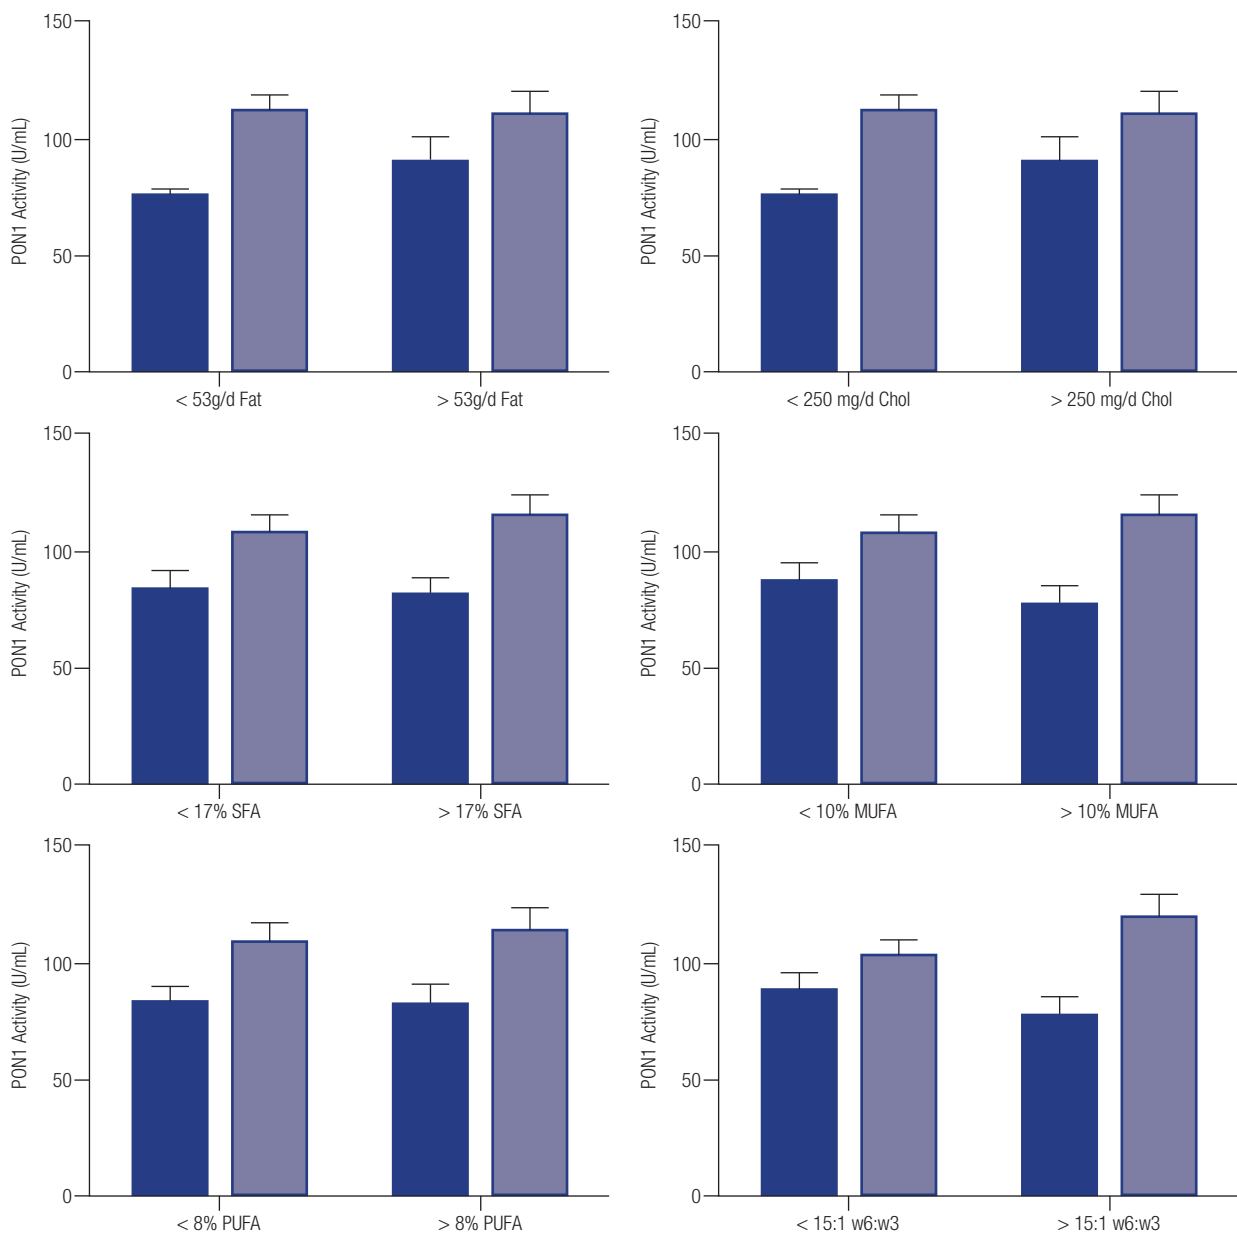 150
100
50
0
PON1 Activity (U/mL)
< 53g/d Fat
> 53g/d Fat
150
100
50
0
PON1 Activity (U/mL)
< 250 mg/d Chol
> 250 mg/d Chol
150
100
50
0
PON1 Activity (U/mL)
< 17% SFA
> 17% SFA
150
100
50
0
PON1 Activity (U/mL)
< 10% MUFA
> 10% MUFA
150
100
50
0
PON1 Activity (U/mL)
< 8% PUFA
> 8% PUFA
150
100
50
0
PON1 Activity (U/mL)
< 15:1 w6:w3
> 15:1 w6:w3